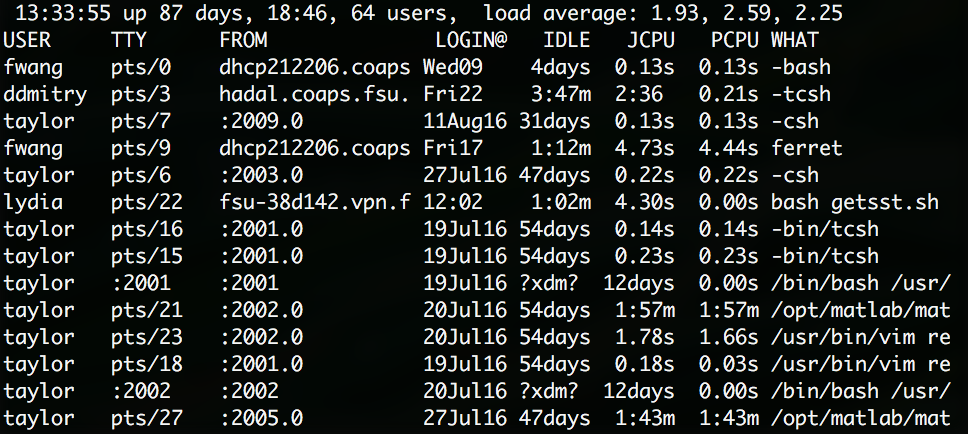 13:33:55 up 87 days, 18:46, 64 users,  load average: 1.93, 2.59, 2.25
USER     TTY      FROM              LOGIN@   IDLE   JCPU   PCPU WHAT
fwang    pts/0    dhcp212206.coaps Wed09    4days  0.13s  0.13s -bash
ddmitry  pts/3    hadal.coaps.fsu. Fri22    3:47m  2:36   0.21s -tcsh
taylor   pts/7    :2009.0          11Aug16 31days  0.13s  0.13s -csh
fwang    pts/9    dhcp212206.coaps Fri17    1:12m  4.73s  4.44s ferret
taylor   pts/6    :2003.0          27Jul16 47days  0.22s  0.22s -csh
lydia    pts/22   fsu-38d142.vpn.f 12:02    1:02m  4.30s  0.00s bash getsst.sh
taylor   pts/16   :2001.0          19Jul16 54days  0.14s  0.14s -bin/tcsh
taylor   pts/15   :2001.0          19Jul16 54days  0.23s  0.23s -bin/tcsh
taylor   :2001    :2001            19Jul16 ?xdm?  12days  0.00s /bin/bash /usr/
taylor   pts/21   :2002.0          20Jul16 54days  1:57m  1:57m /opt/matlab/mat
taylor   pts/23   :2002.0          20Jul16 54days  1.78s  1.66s /usr/bin/vim re
taylor   pts/18   :2001.0          19Jul16 54days  0.18s  0.03s /usr/bin/vim re
taylor   :2002    :2002            20Jul16 ?xdm?  12days  0.00s /bin/bash /usr/
taylor   pts/27   :2005.0          27Jul16 47days  1:43m  1:43m /opt/matlab/mat